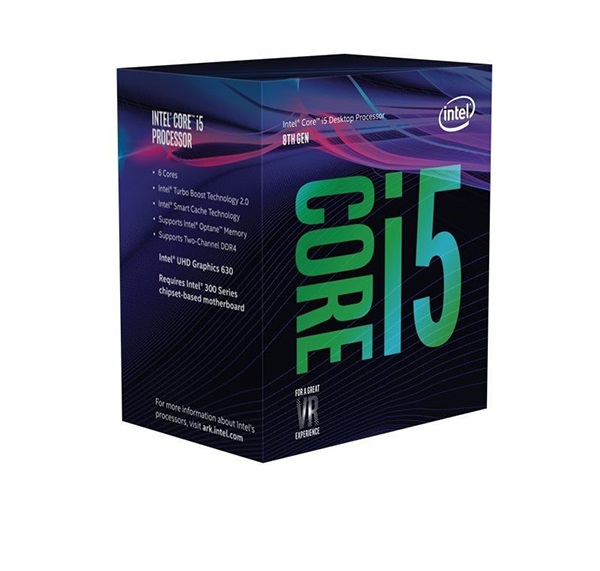 INTEL® CORE™ i5
PROCESSOR
• 6 Cores
• Intel® Turbo Boost Technology 2.0
• Intel® Smart Cache Technology
• Supports Intel® Optane™ Memory
• Supports Two-Channel DDR4
Intel® UHD Graphics 630
Requires Intel® 300 Series
chipset-based motherboard
For more information about Intel's
processors, visit ark.intel.com
Intel® Core™ i5 Desktop Processor
8TH GEN
intel
CORE i5
FOR A GREAT
VR
EXPERIENCE